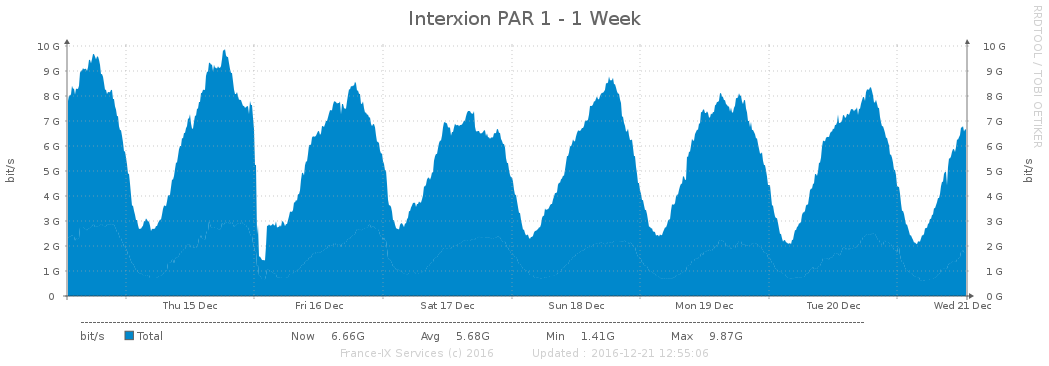 Interxion PAR 1 - 1 Week
RRDTOOL / TOBI OETIKER
bit/s
10 G 10 G
9 G 9 G
8 G 8 G
7 G 7 G
6 G 6 G
5 G 5 G
4 G 4 G
3 G 3 G
2 G 2 G
1 G 1 G
0 0 G
bit/s
Thu 15 Dec Fri 16 Dec Sat 17 Dec Sun 18 Dec Mon 19 Dec Tue 20 Dec Wed 21 Dec
bit/s Total Now 6.66G Avg 5.68G Min 1.41G Max 9.87G
France-IX Services (c) 2016 Updated : 2016-12-21 12:55:06